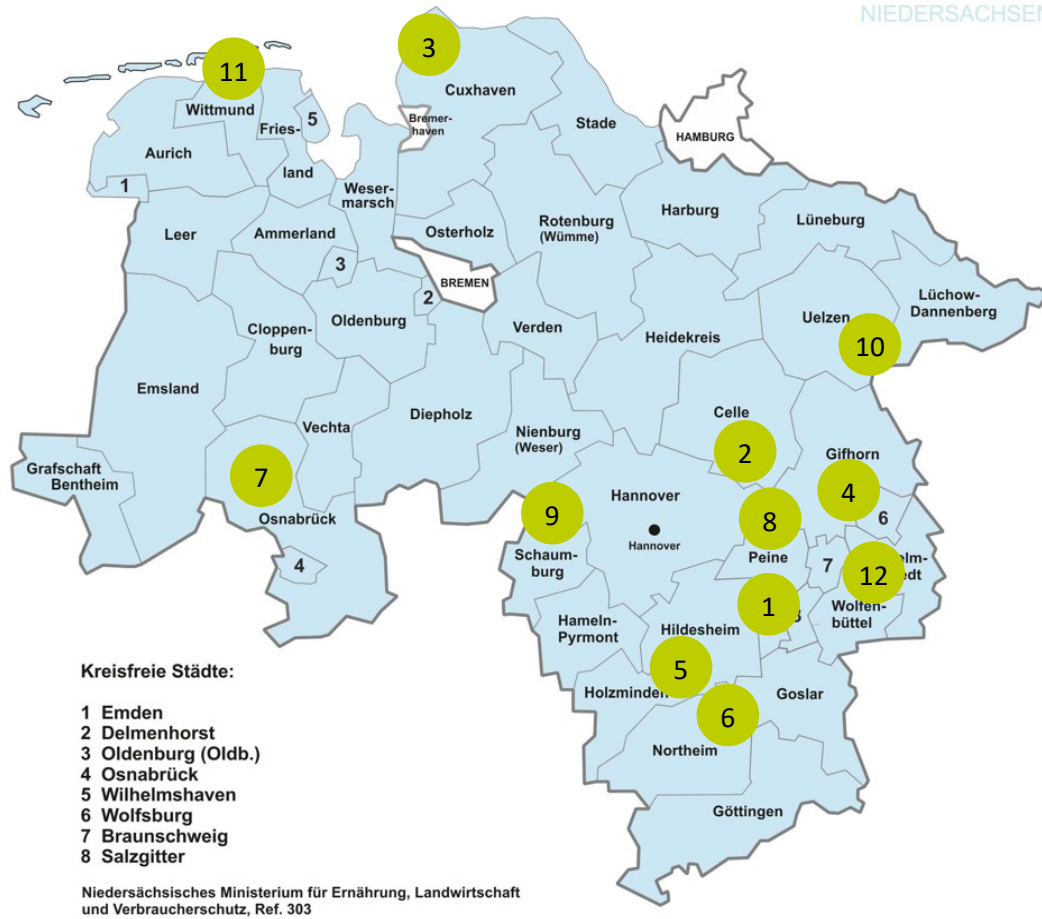 NIEDERSACHSEN
3
11
Cuxhaven
Wittmund
5
Bremer-
haven
Stade
HAMBURG
Fries-
land
Aurich
1
Weser-
marsch
Harburg
Lüneburg
Rotenburg
(Wümme)
Leer
Ammerland
Osterholz
3
BREMEN
2
Lüchow-
Dannenberg
Uelzen
10
Oldenburg
Verden
Heidekreis
Cloppen-
burg
Emsland
Vechta
Diepholz
Celle
2
Nienburg
(Weser)
Gifhorn
4
6
Grafschaft
Bentheim
7
Osnabrück
4
Hannover
Hannover
9
Schaum-
burg
8
Peine
7
12
Wolfen-
büttel
1
Hameln-
Pyrmont
Hildesheim
5
Holzminden
6
Goslar
Northeim
Göttingen
Kreisfreie Städte:
1 Emden
2 Delmenhorst
3 Oldenburg (Oldb.)
4 Osnabrück
5 Wilhelmshaven
6 Wolfsburg
7 Braunschweig
8 Salzgitter
Niedersächsisches Ministerium für Ernährung, Landwirtschaft
und Verbraucherschutz, Ref. 303